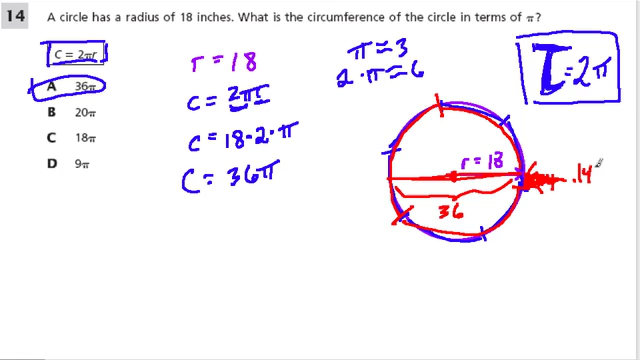 14 A circle has a radius of 18 inches. What is the circumference of the circle in terms of π?
C = 2πr
A 36π
B 20π
C 18π
D 9π
r = 18
C = 2πr
C = 18·2·π
C = 36π
π ≈ 3
2·π ≈ 6
τ = 2π
r = 18
36
.14